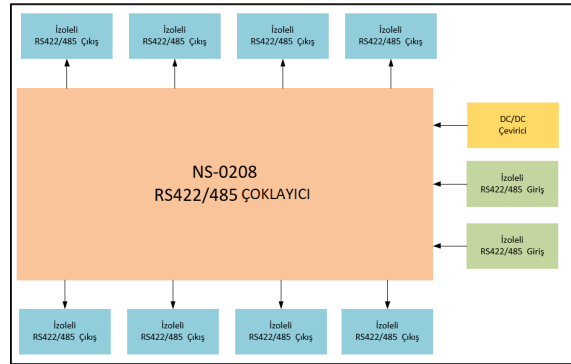 İzoleli
RS422/485 Çıkış
İzoleli
RS422/485 Çıkış
İzoleli
RS422/485 Çıkış
İzoleli
RS422/485 Çıkış
NS-0208
RS422/485 ÇOKLAYICI
DC/DC
Çevirici
İzoleli
RS422/485 Giriş
İzoleli
RS422/485 Giriş
İzoleli
RS422/485 Çıkış
İzoleli
RS422/485 Çıkış
İzoleli
RS422/485 Çıkış
İzoleli
RS422/485 Çıkış